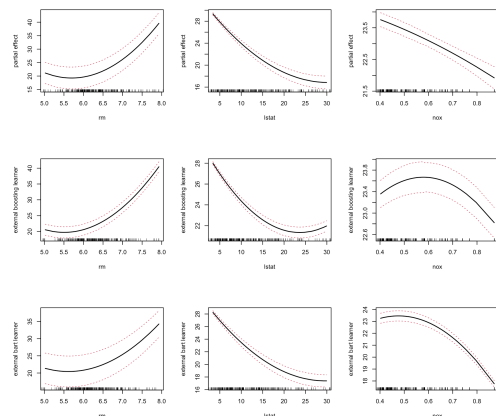 partial effect
15 20 25 30 35 40
5.0 5.5 6.0 6.5 7.0 7.5 8.0
rm
16 20 24 28
0 5 10 15 20 25 30
lstat
21.5 22.5 23.5
0.4 0.5 0.6 0.7 0.8
nox
external boosting learner
20 25 30 35 40
5.0 5.5 6.0 6.5 7.0 7.5 8.0
rm
external boosting learner
22 24 26 28
0 5 10 15 20 25 30
lstat
external boosting learner
22.6 23.0 23.4 23.8
0.4 0.5 0.6 0.7 0.8
nox
external bart learner
20 25 30 35
5.0 5.5 6.0 6.5 7.0 7.5 8.0
rm
external bart learner
16 18 20 22 24 26 28
0 5 10 15 20 25 30
lstat
external bart learner
18 19 20 21 22 23 24
0.4 0.5 0.6 0.7 0.8
nox